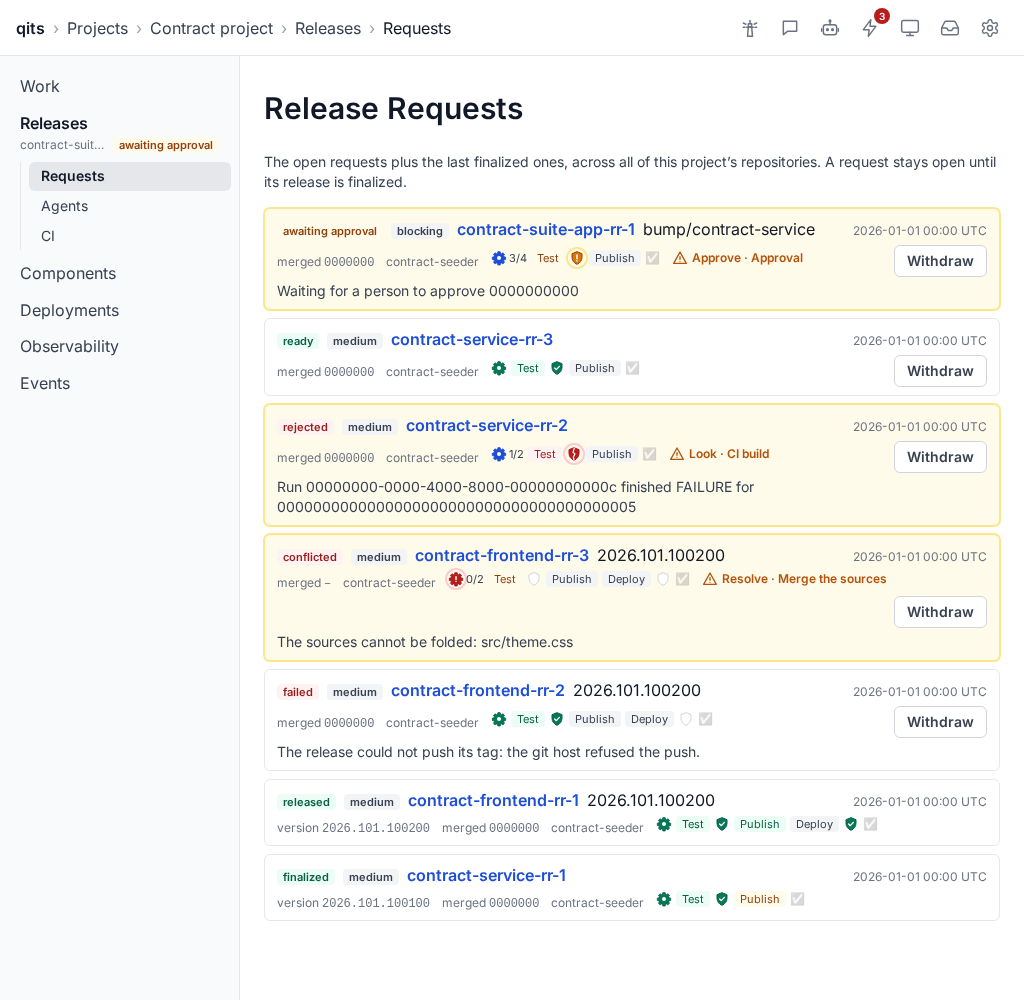 qits › Projects › Contract project › Releases › Requests
3
Work
Releases
contract-suit... awaiting approval
Requests
Agents
CI
Components
Deployments
Observability
Events
Release Requests
The open requests plus the last finalized ones, across all of this project's repositories. A request stays open until
its release is finalized.
awaiting approval blocking contract-suite-app-rr-1 bump/contract-service 2026-01-01 00:00 UTC
merged 0000000 contract-seeder 3/4 Test Publish Approve · Approval Withdraw
Waiting for a person to approve 0000000000
ready medium contract-service-rr-3 2026-01-01 00:00 UTC
merged 0000000 contract-seeder Test Publish Withdraw
rejected medium contract-service-rr-2 2026-01-01 00:00 UTC
merged 0000000 contract-seeder 1/2 Test Publish Look · CI build Withdraw
Run 00000000-0000-4000-8000-00000000000c finished FAILURE for
0000000000000000000000000000000000000005
conflicted medium contract-frontend-rr-3 2026.101.100200 2026-01-01 00:00 UTC
merged – contract-seeder 0/2 Test Publish Deploy Resolve · Merge the sources
Withdraw
The sources cannot be folded: src/theme.css
failed medium contract-frontend-rr-2 2026.101.100200 2026-01-01 00:00 UTC
merged 0000000 contract-seeder Test Publish Deploy Withdraw
The release could not push its tag: the git host refused the push.
released medium contract-frontend-rr-1 2026.101.100200 2026-01-01 00:00 UTC
version 2026.101.100200 merged 0000000 contract-seeder Test Publish Deploy
finalized medium contract-service-rr-1 2026-01-01 00:00 UTC
version 2026.101.100100 merged 0000000 contract-seeder Test Publish